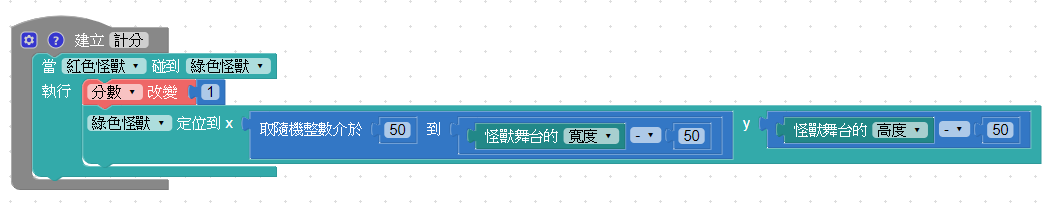 建立 計分
當 紅色怪獸 碰到 綠色怪獸
執行 分數 改變 1
綠色怪獸 定位到 x 取隨機整數介於 50 到 怪獸舞台的 寬度 - 50 y 怪獸舞台的 高度 - 50